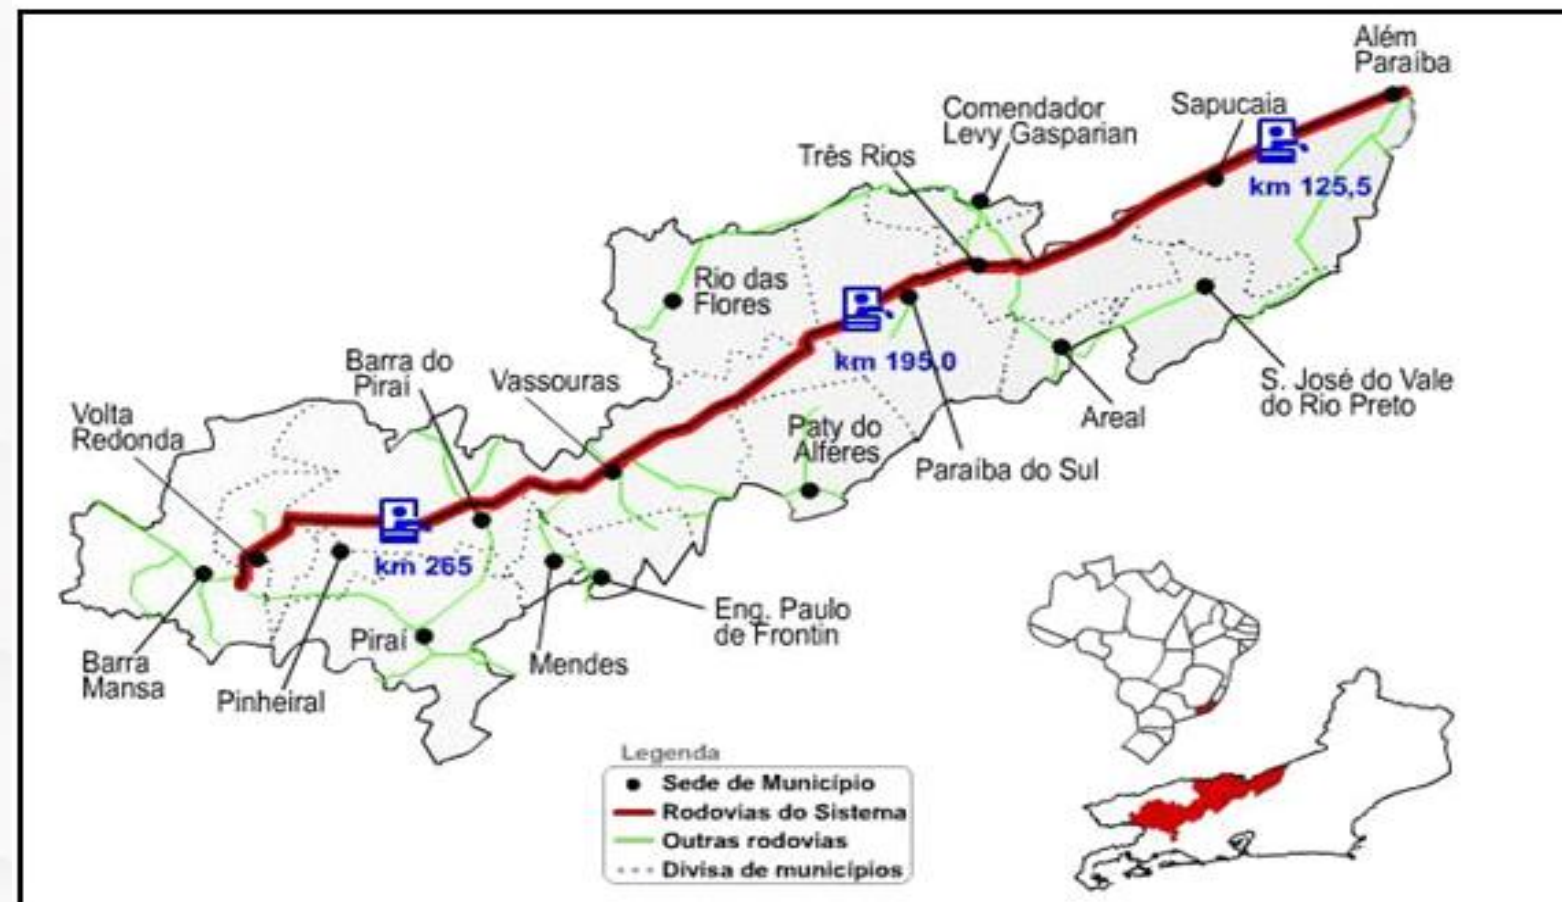 Além
Paraíba
Comendador
Levy Gasparian
Sapucaia
Três Rios
km 125,5
Rio das
Flores
km 195,0
Barra do
Piraí
Vassouras
Volta
Redonda
Paty do
Alferes
Paraíba do Sul
Areal
S. José do Vale
do Rio Preto
km 265
Piraí
Eng. Paulo
de Frontin
Mendes
Barra
Mansa
Pinheiral
Legenda
Sede de Município
Rodovias do Sistema
Outras rodovias
Divisa de municípios